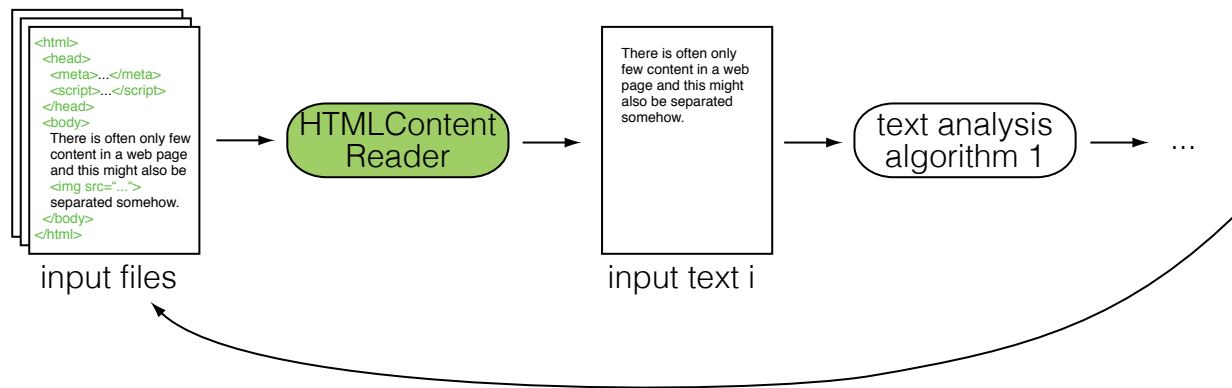 <html>
<head>
<meta>...</meta>
<script>...</script>
</head>
<body>
There is often only few
content in a web page
and this might also be
<img src=“...“>
separated somehow.
</body>
</html>
input files
HTMLContent
Reader
There is often only
few content in a web
page and this might
also be separated
somehow.
input text i
text analysis
algorithm 1
...